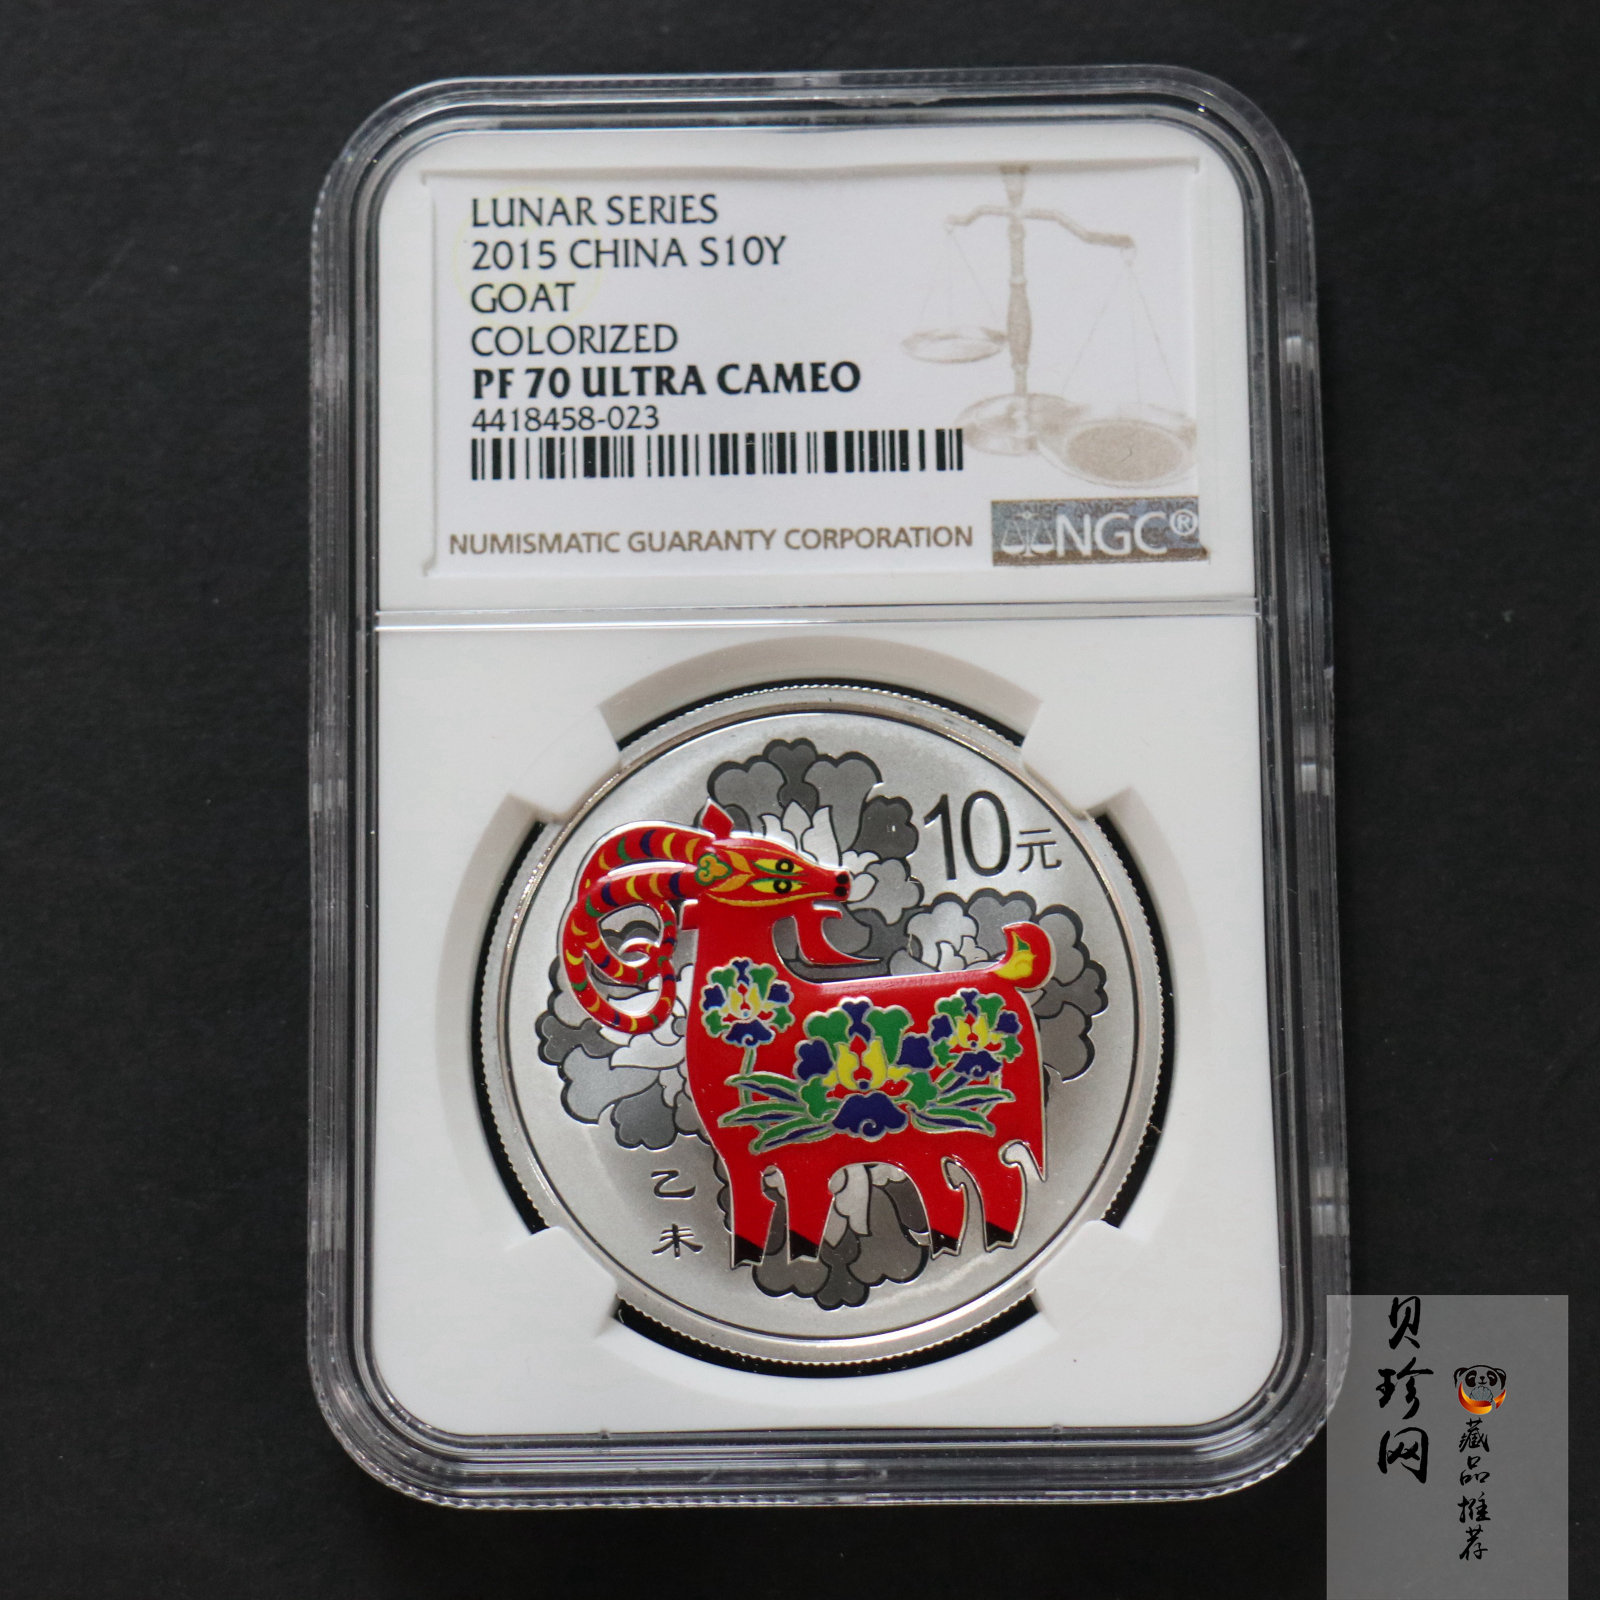 LUNAR SERIES
2015 CHINA S10Y
GOAT
COLORIZED
PF 70 ULTRA CAMEO
4418458-023
NUMISMATIC GUARANTY CORPORATION
NGC®
10元
乙
未
贝珍网
藏品推荐